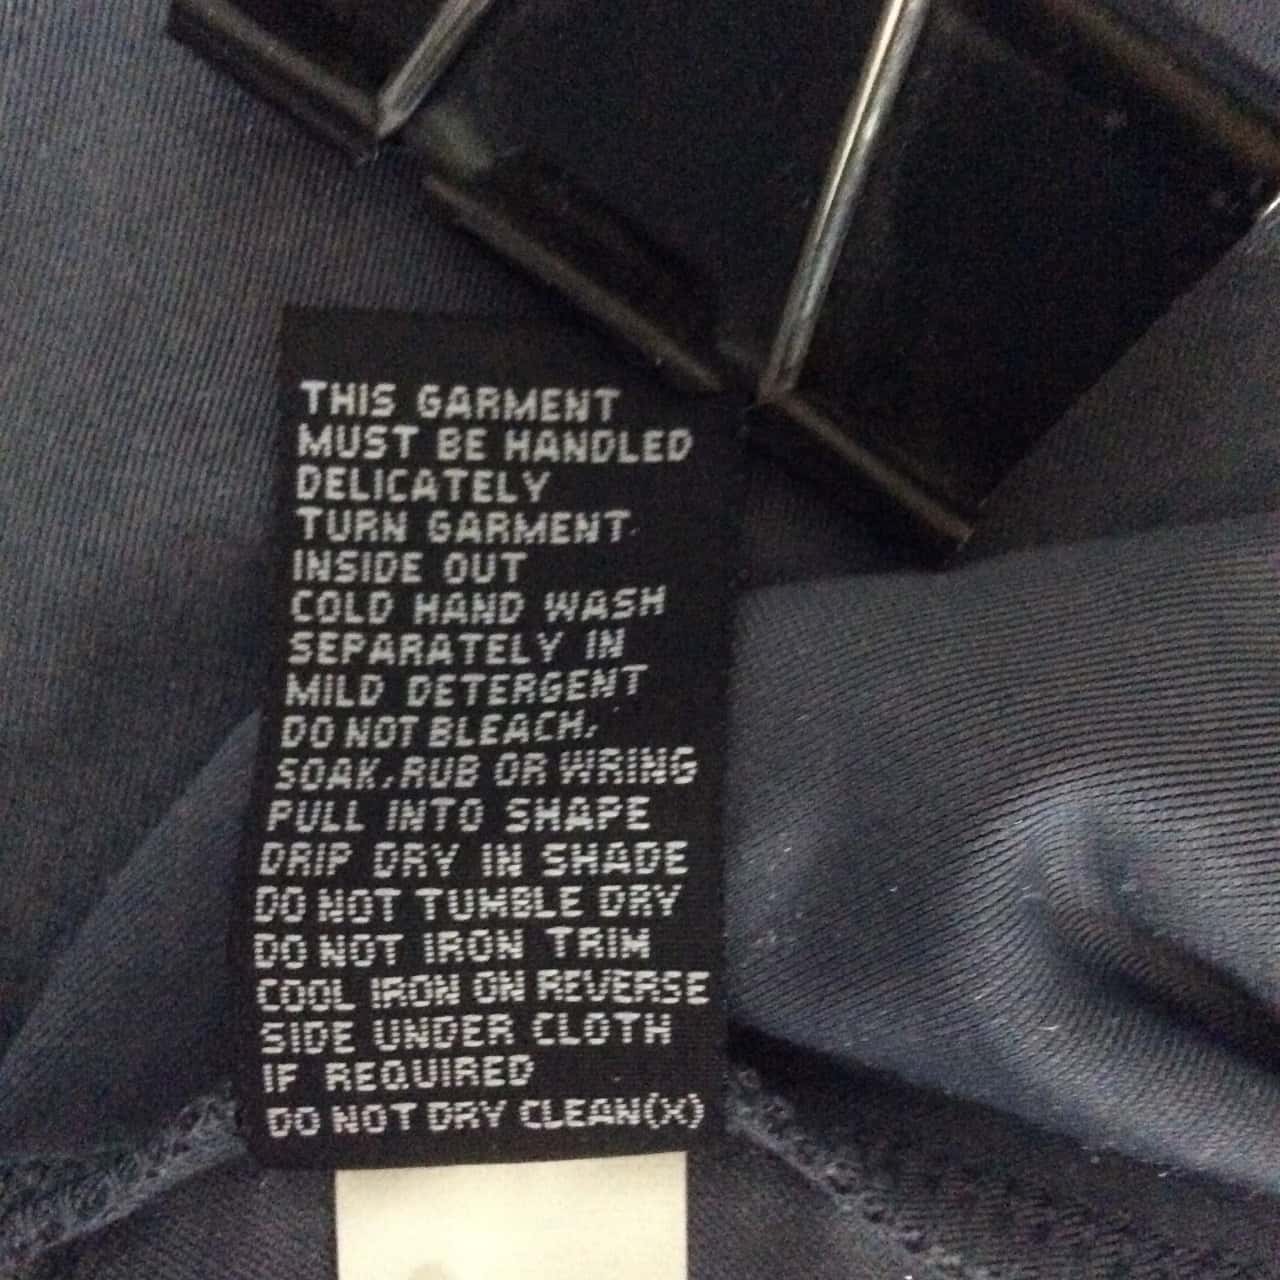 THIS GARMENT
MUST BE HANDLED
DELICATELY
TURN GARMENT
INSIDE OUT
COLD HAND WASH
SEPARATELY IN
MILD DETERGENT
DO NOT BLEACH,
SOAK, RUB OR WRING
PULL INTO SHAPE
DRIP DRY IN SHADE
DO NOT TUMBLE DRY
DO NOT IRON TRIM
COOL IRON ON REVERSE
SIDE UNDER CLOTH
IF REQUIRED
DO NOT DRY CLEAN(X)